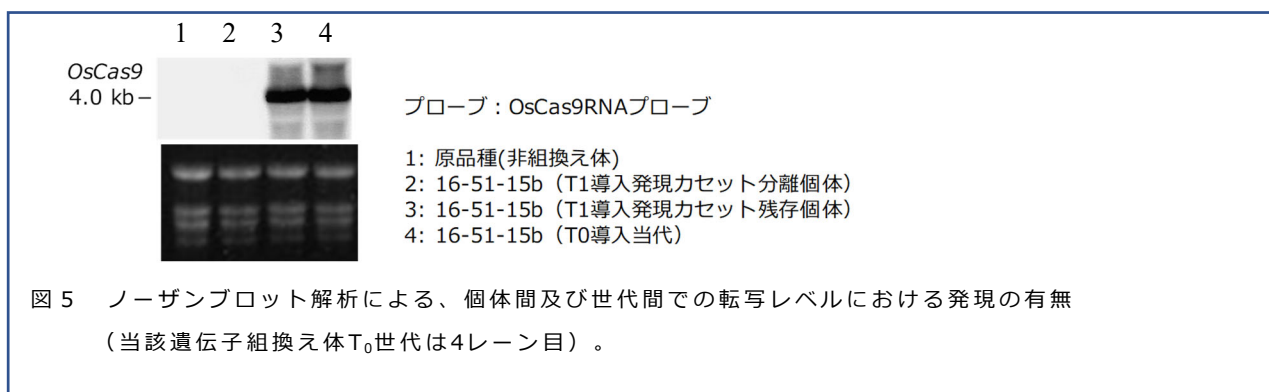 1 2 3 4
OsCas9
4.0 kb–
プローブ：OsCas9RNAプローブ
1: 原品種(非組換え体)
2: 16-51-15b（T1導入発現カセット分離個体）
3: 16-51-15b（T1導入発現カセット残存個体）
4: 16-51-15b（T0導入当代）
図５ ノーザンブロット解析による、個体間及び世代間での転写レベルにおける発現の有無
（当該遺伝子組換え体T₀世代は4レーン目）。